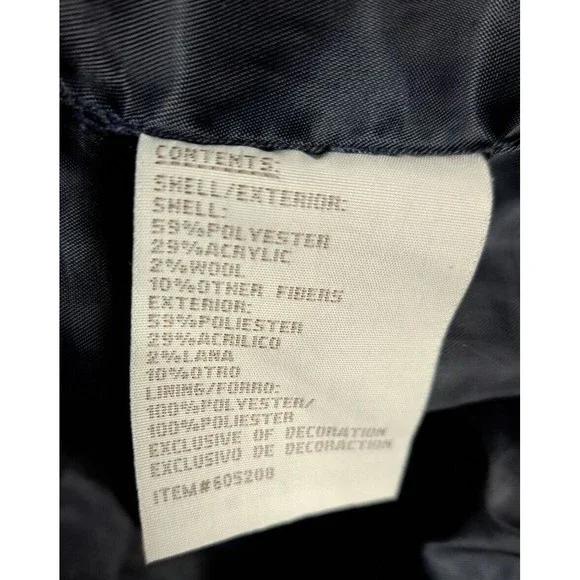 CONTENTS:
SHELL/EXTERIOR:
SHELL:
59%POLYESTER
29%ACRYLIC
2%WOOL
10%OTHER FIBERS
EXTERIOR:
59%POLIESTER
29%ACRILICO
2%LANA
10%OTRO
LINING/FORRO:
100%POLYESTER/
100%POLIESTER
EXCLUSIVE OF DECORATION
EXCLUSIVO DE DECORACTION
ITEM#605208